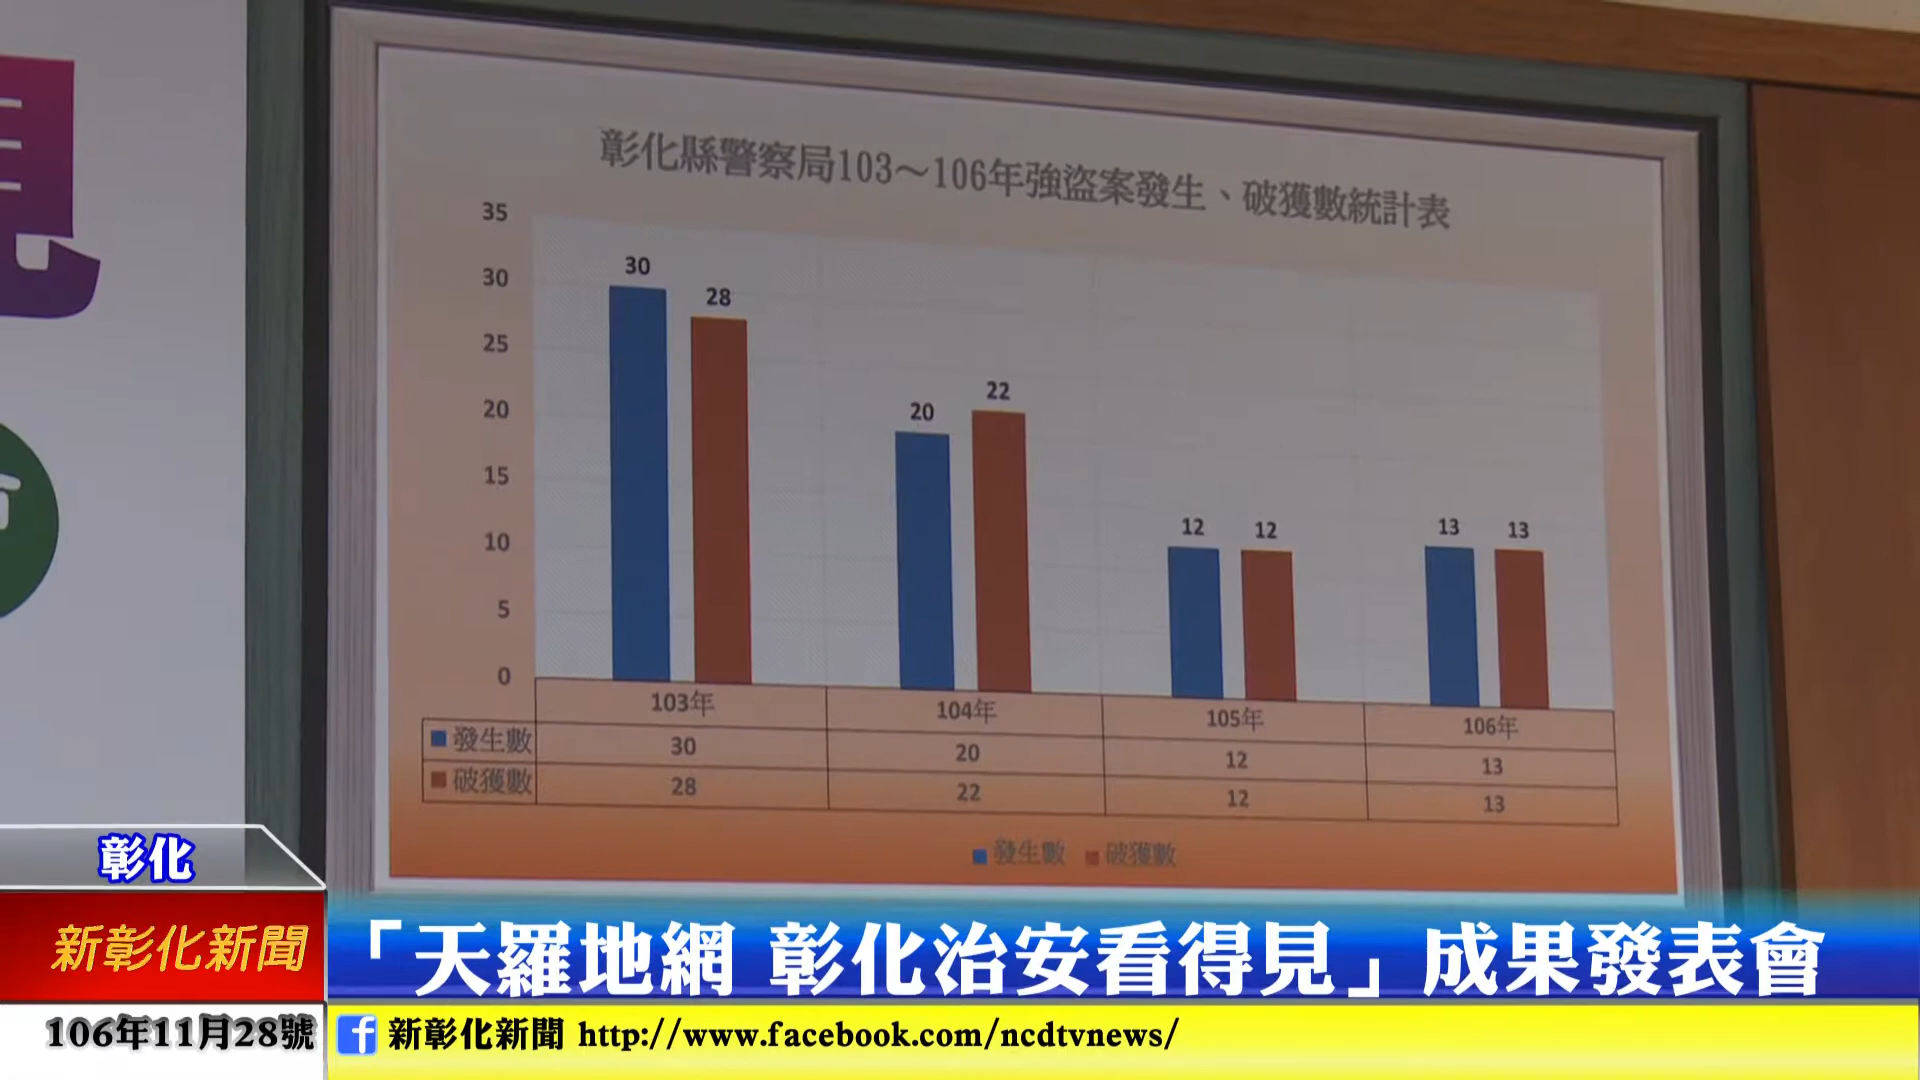 彰化縣警察局103～106年強盜案發生、破獲數統計表
35
30
25
20
15
10
5
0
30
28
20
22
12
12
13
13
103年 104年 105年 106年
發生數 30 20 12 13
破獲數 28 22 12 13
發生數 破獲數
彰化
新彰化新聞
「天羅地網 彰化治安看得見」成果發表會
106年11月28號
新彰化新聞 http://www.facebook.com/ncdtvnews/